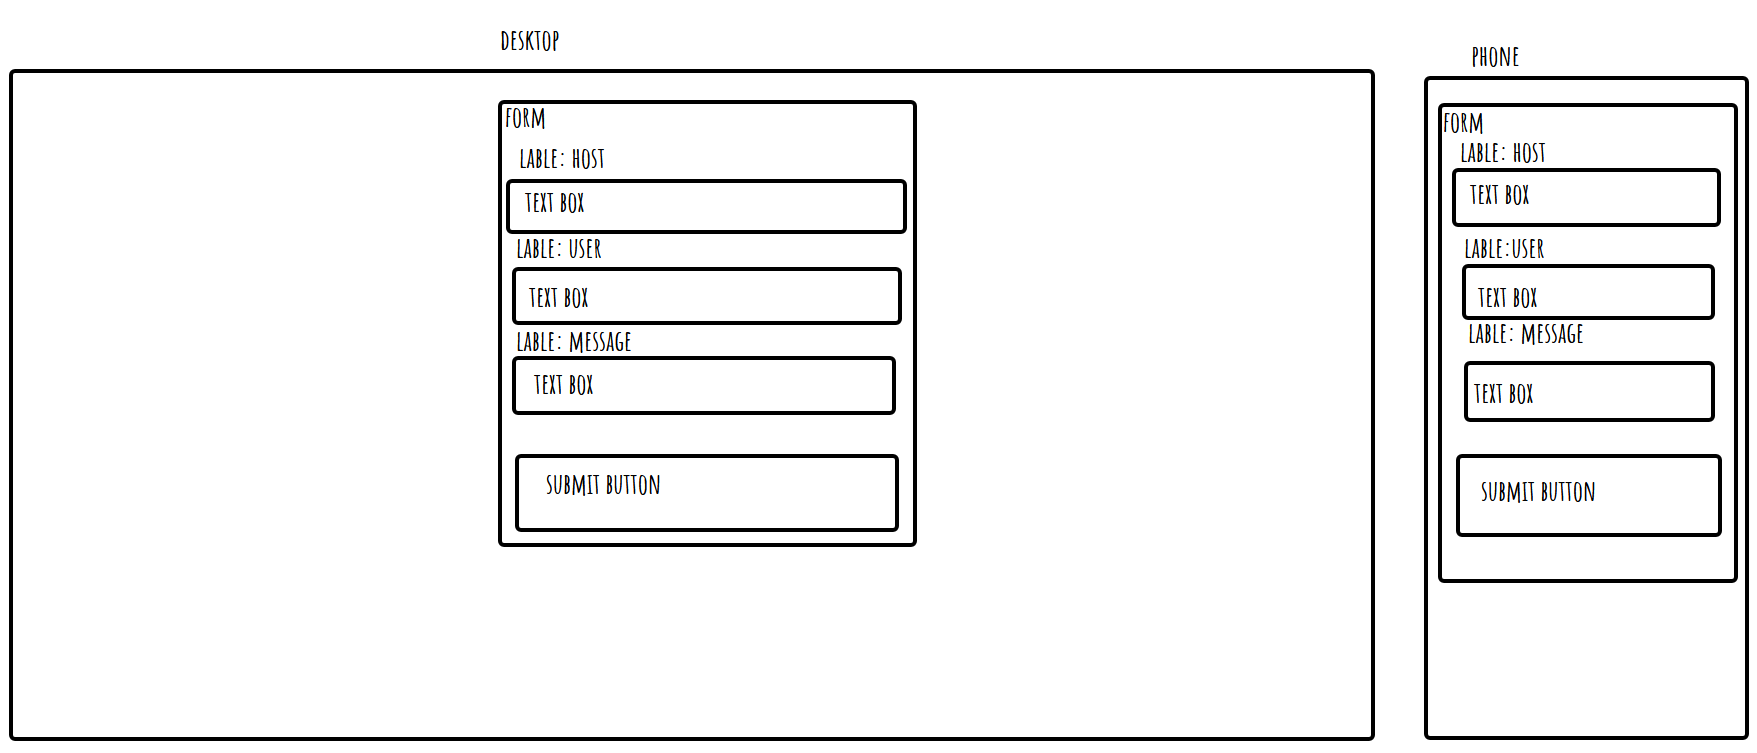 DESKTOP
FORM
LABLE: HOST
TEXT BOX
LABLE: USER
TEXT BOX
LABLE: MESSAGE
TEXT BOX
SUBMIT BUTTON
PHONE
FORM
LABLE: HOST
TEXT BOX
LABLE:USER
TEXT BOX
LABLE: MESSAGE
TEXT BOX
SUBMIT BUTTON